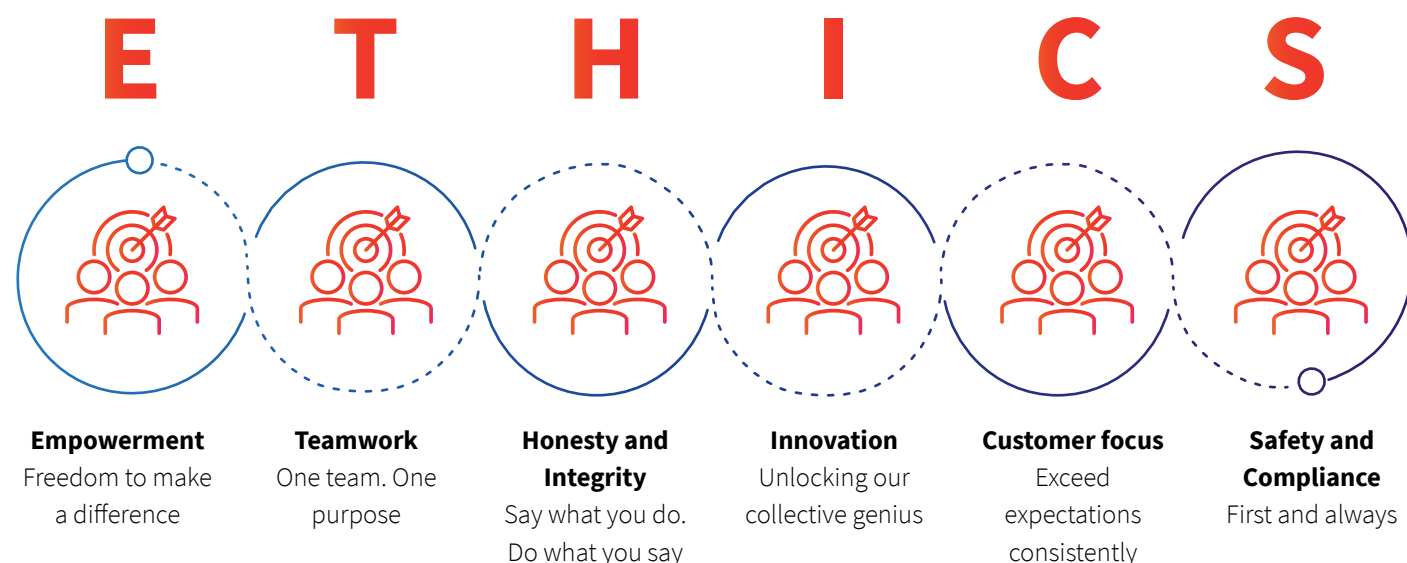 E T H I C S
Empowerment
Freedom to make
a difference
Teamwork
One team. One
purpose
Honesty and
Integrity
Say what you do.
Do what you say
Innovation
Unlocking our
collective genius
Customer focus
Exceed
expectations
consistently
Safety and
Compliance
First and always